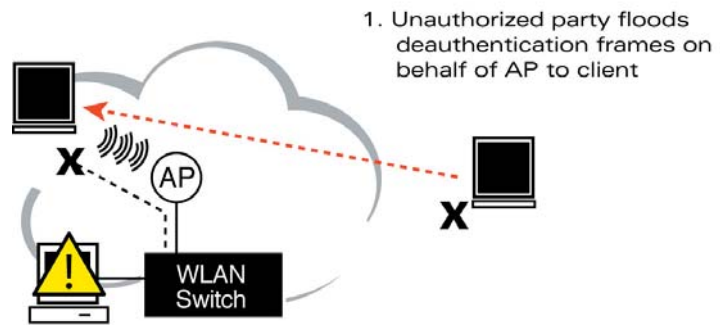 1. Unauthorized party floods
deauthentication frames on
behalf of AP to client
X
AP
X
!
WLAN
Switch